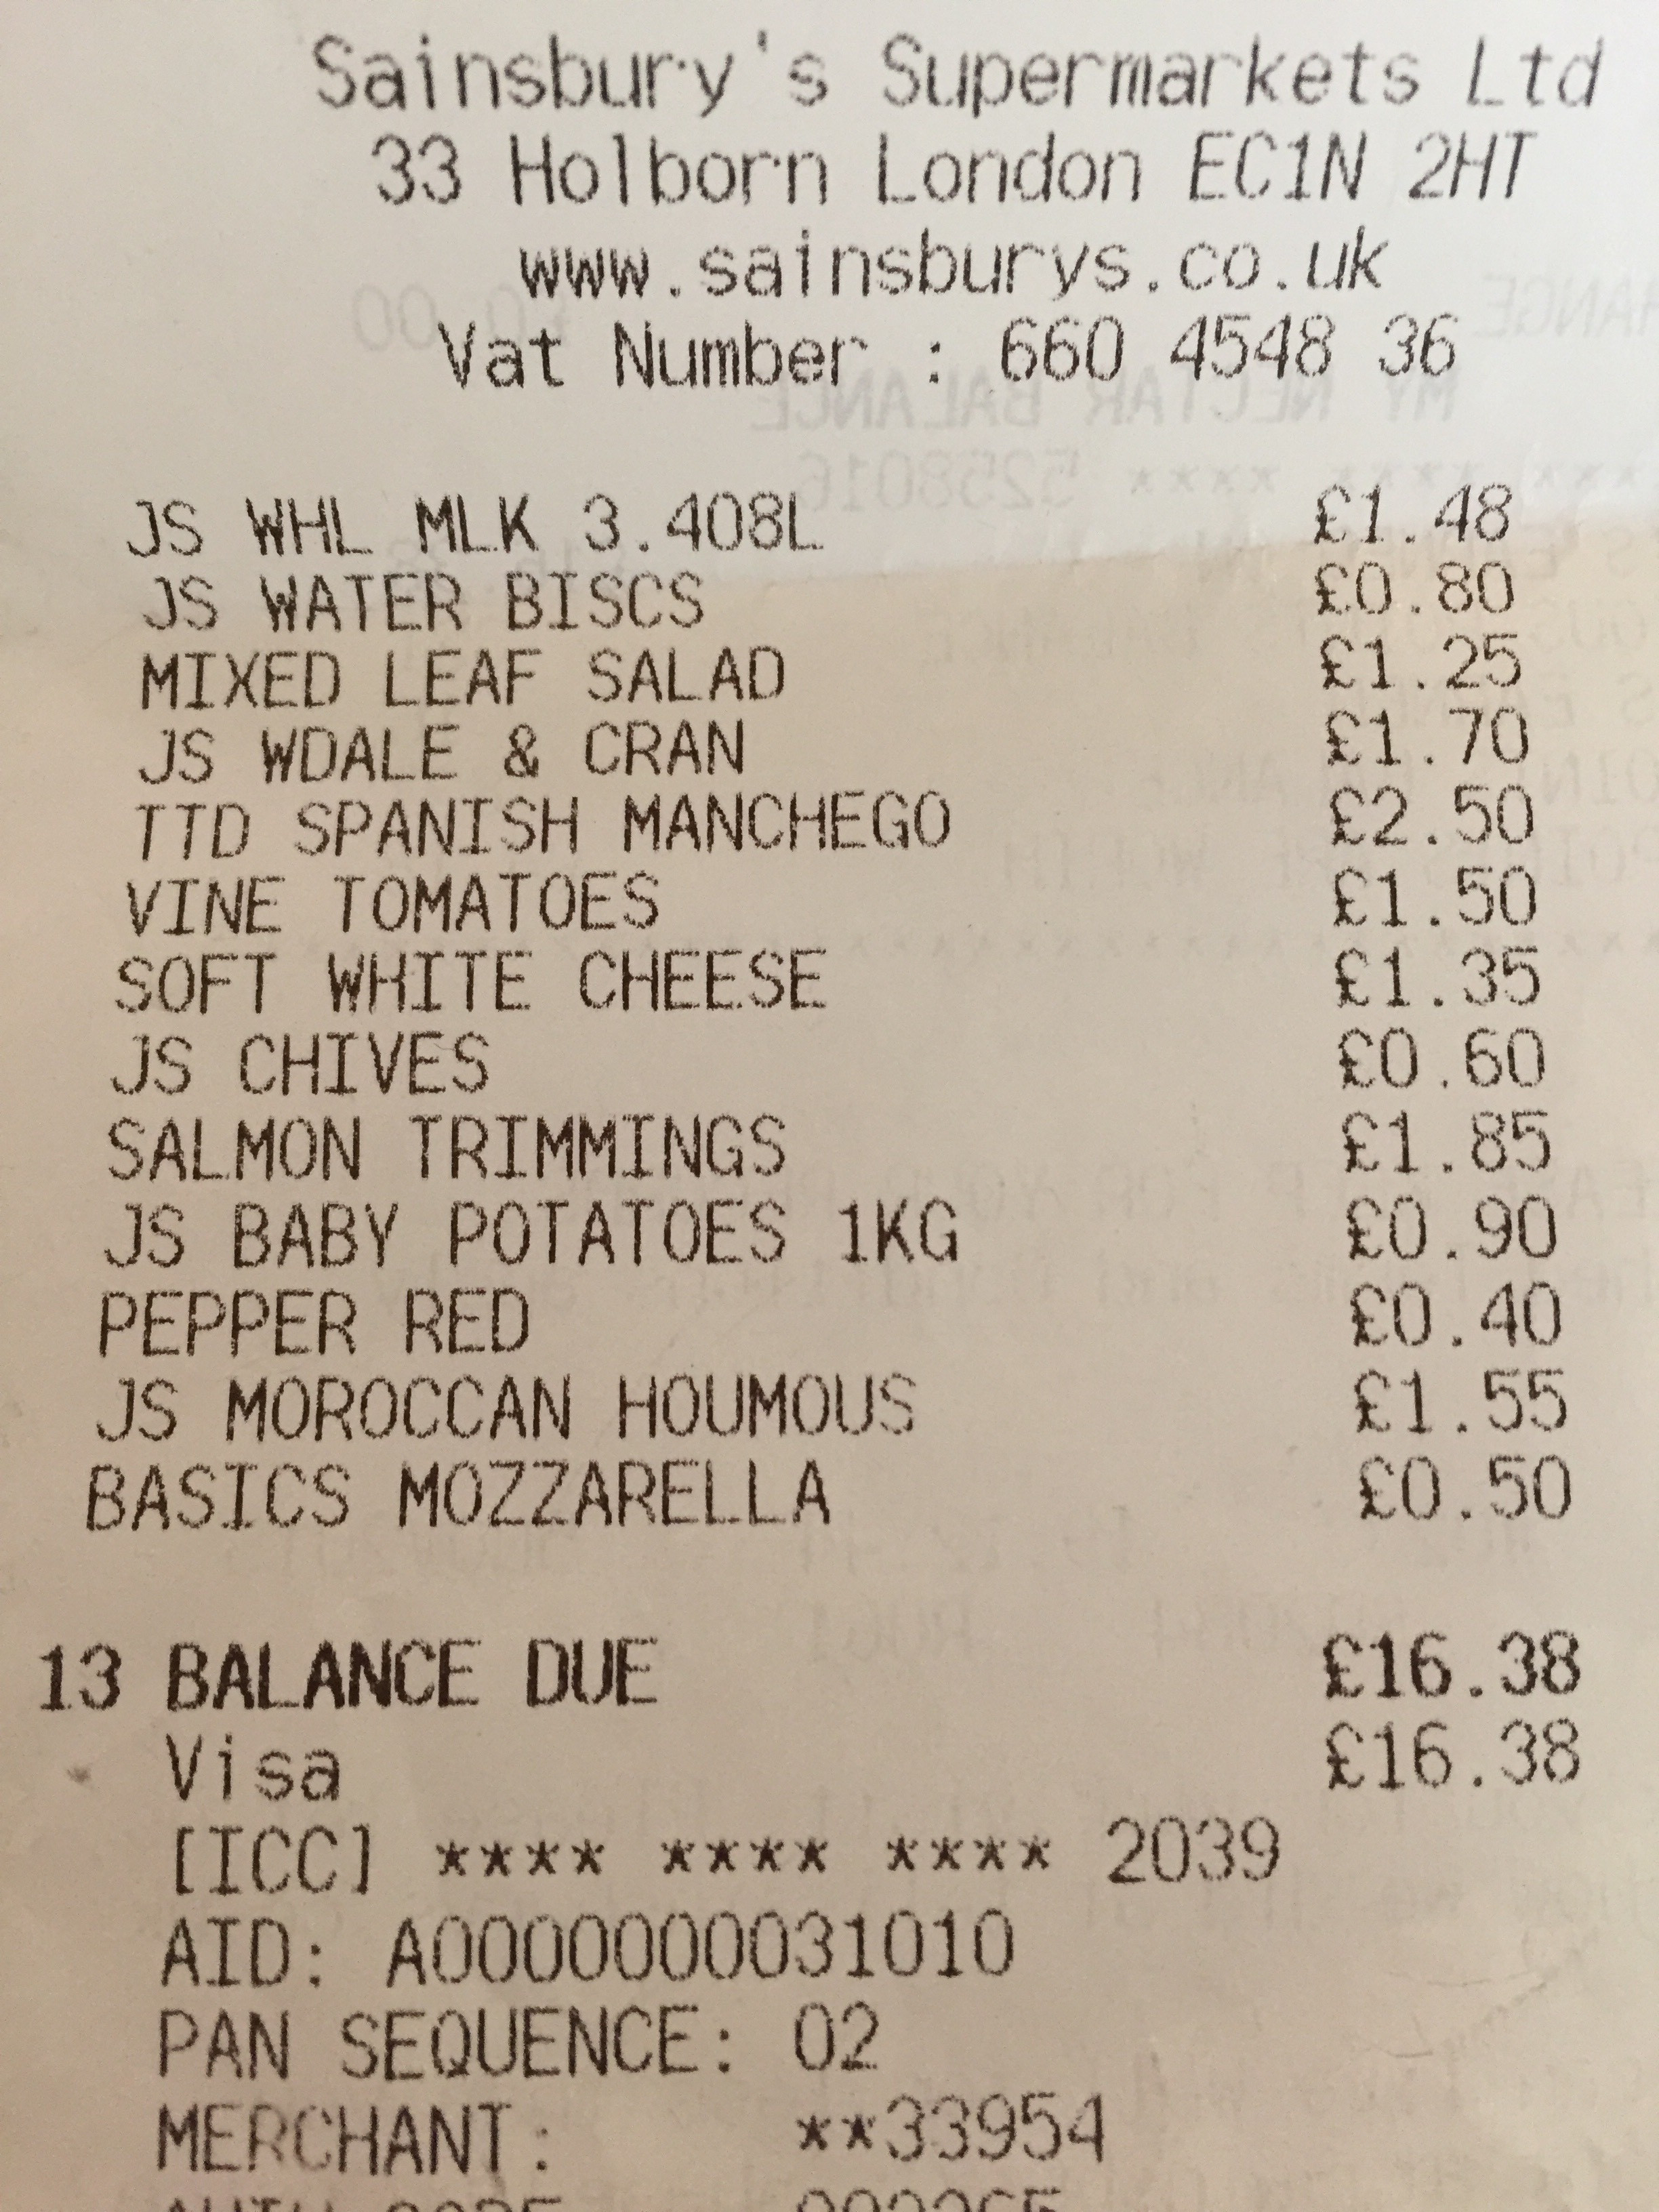 Sainsbury's Supermarkets Ltd
33 Holborn London EC1N 2HT
www.sainsburys.co.uk
Vat Number : 660 4548 36
JS WHL MLK 3.408L £1.48
JS WATER BISCS £0.80
MIXED LEAF SALAD £1.25
JS WDALE & CRAN £1.70
TTD SPANISH MANCHEGO £2.50
VINE TOMATOES £1.50
SOFT WHITE CHEESE £1.35
JS CHIVES £0.60
SALMON TRIMMINGS £1.85
JS BABY POTATOES 1KG £0.90
PEPPER RED £0.40
JS MOROCCAN HOUMOUS £1.55
BASICS MOZZARELLA £0.50
13 BALANCE DUE £16.38
Visa £16.38
[ICC] **** **** **** 2039
AID: A0000000031010
PAN SEQUENCE: 02
MERCHANT: **33954